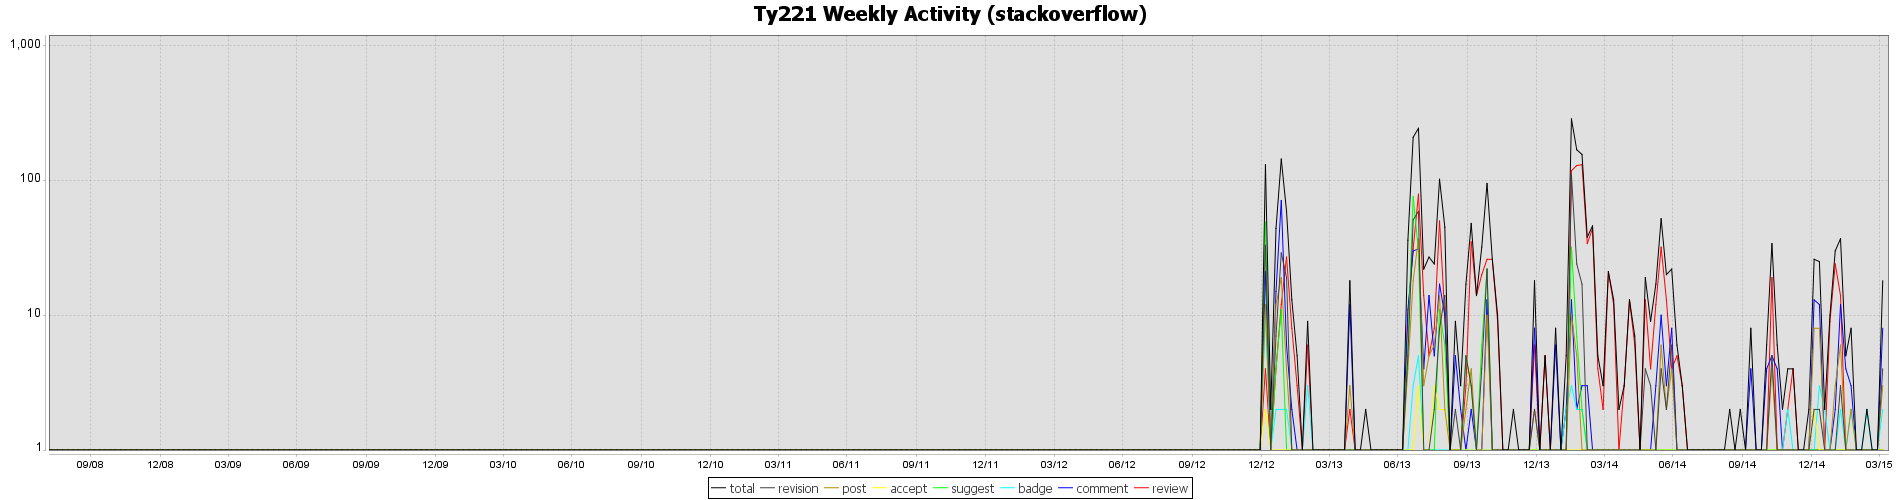 Ty221 Weekly Activity (stackoverflow)
1,000
100
10
1
09/08 12/08 03/09 06/09 09/09 12/09 03/10 06/10 09/10 12/10 03/11 06/11 09/11 12/11 03/12 06/12 09/12 12/12 03/13 06/13 09/13 12/13 03/14 06/14 09/14 12/14 03/15
total revision post accept suggest badge comment review